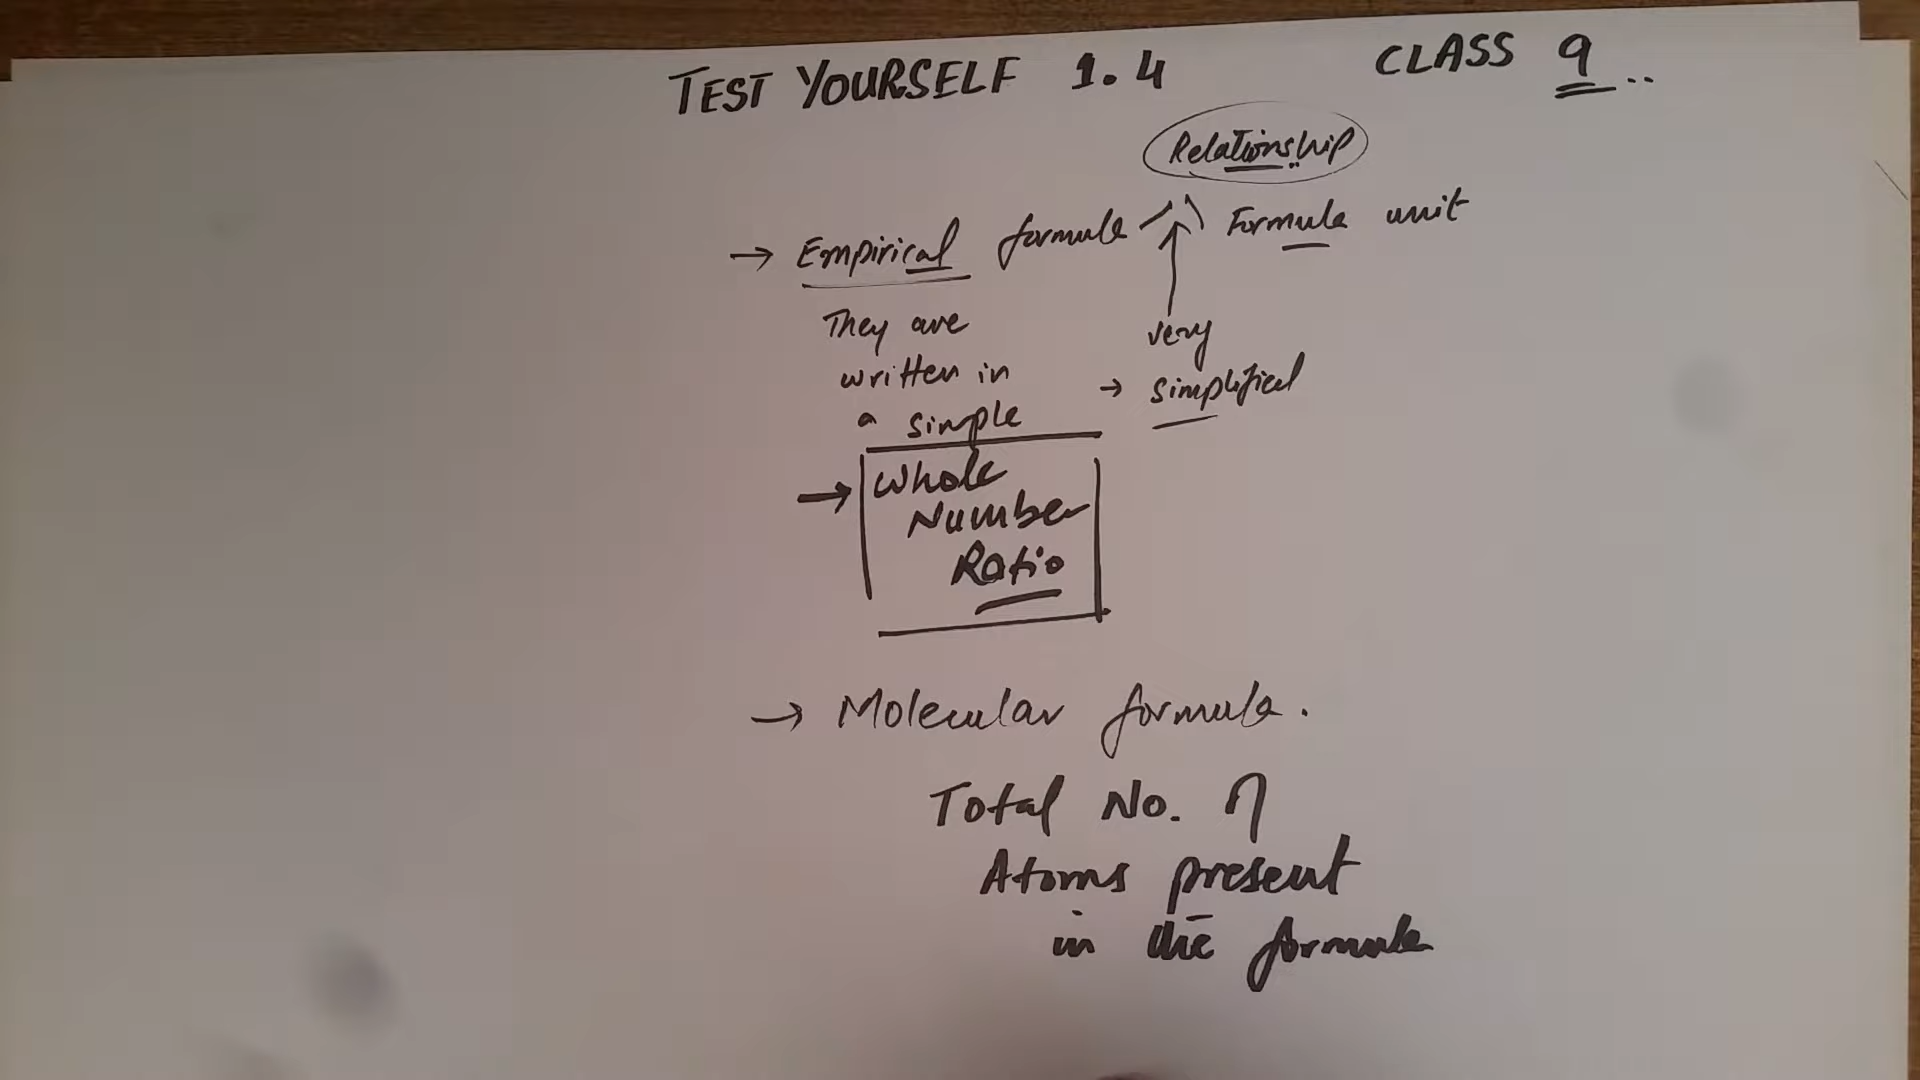 TEST YOURSELF 1.4 CLASS 9..
Relationship
→ Empirical formula Formula unit
They are
written in
a simple
very
→ simplified
→ Whole
Number
Ratio
→ Molecular formula.
Total No. of
Atoms present
in the formula